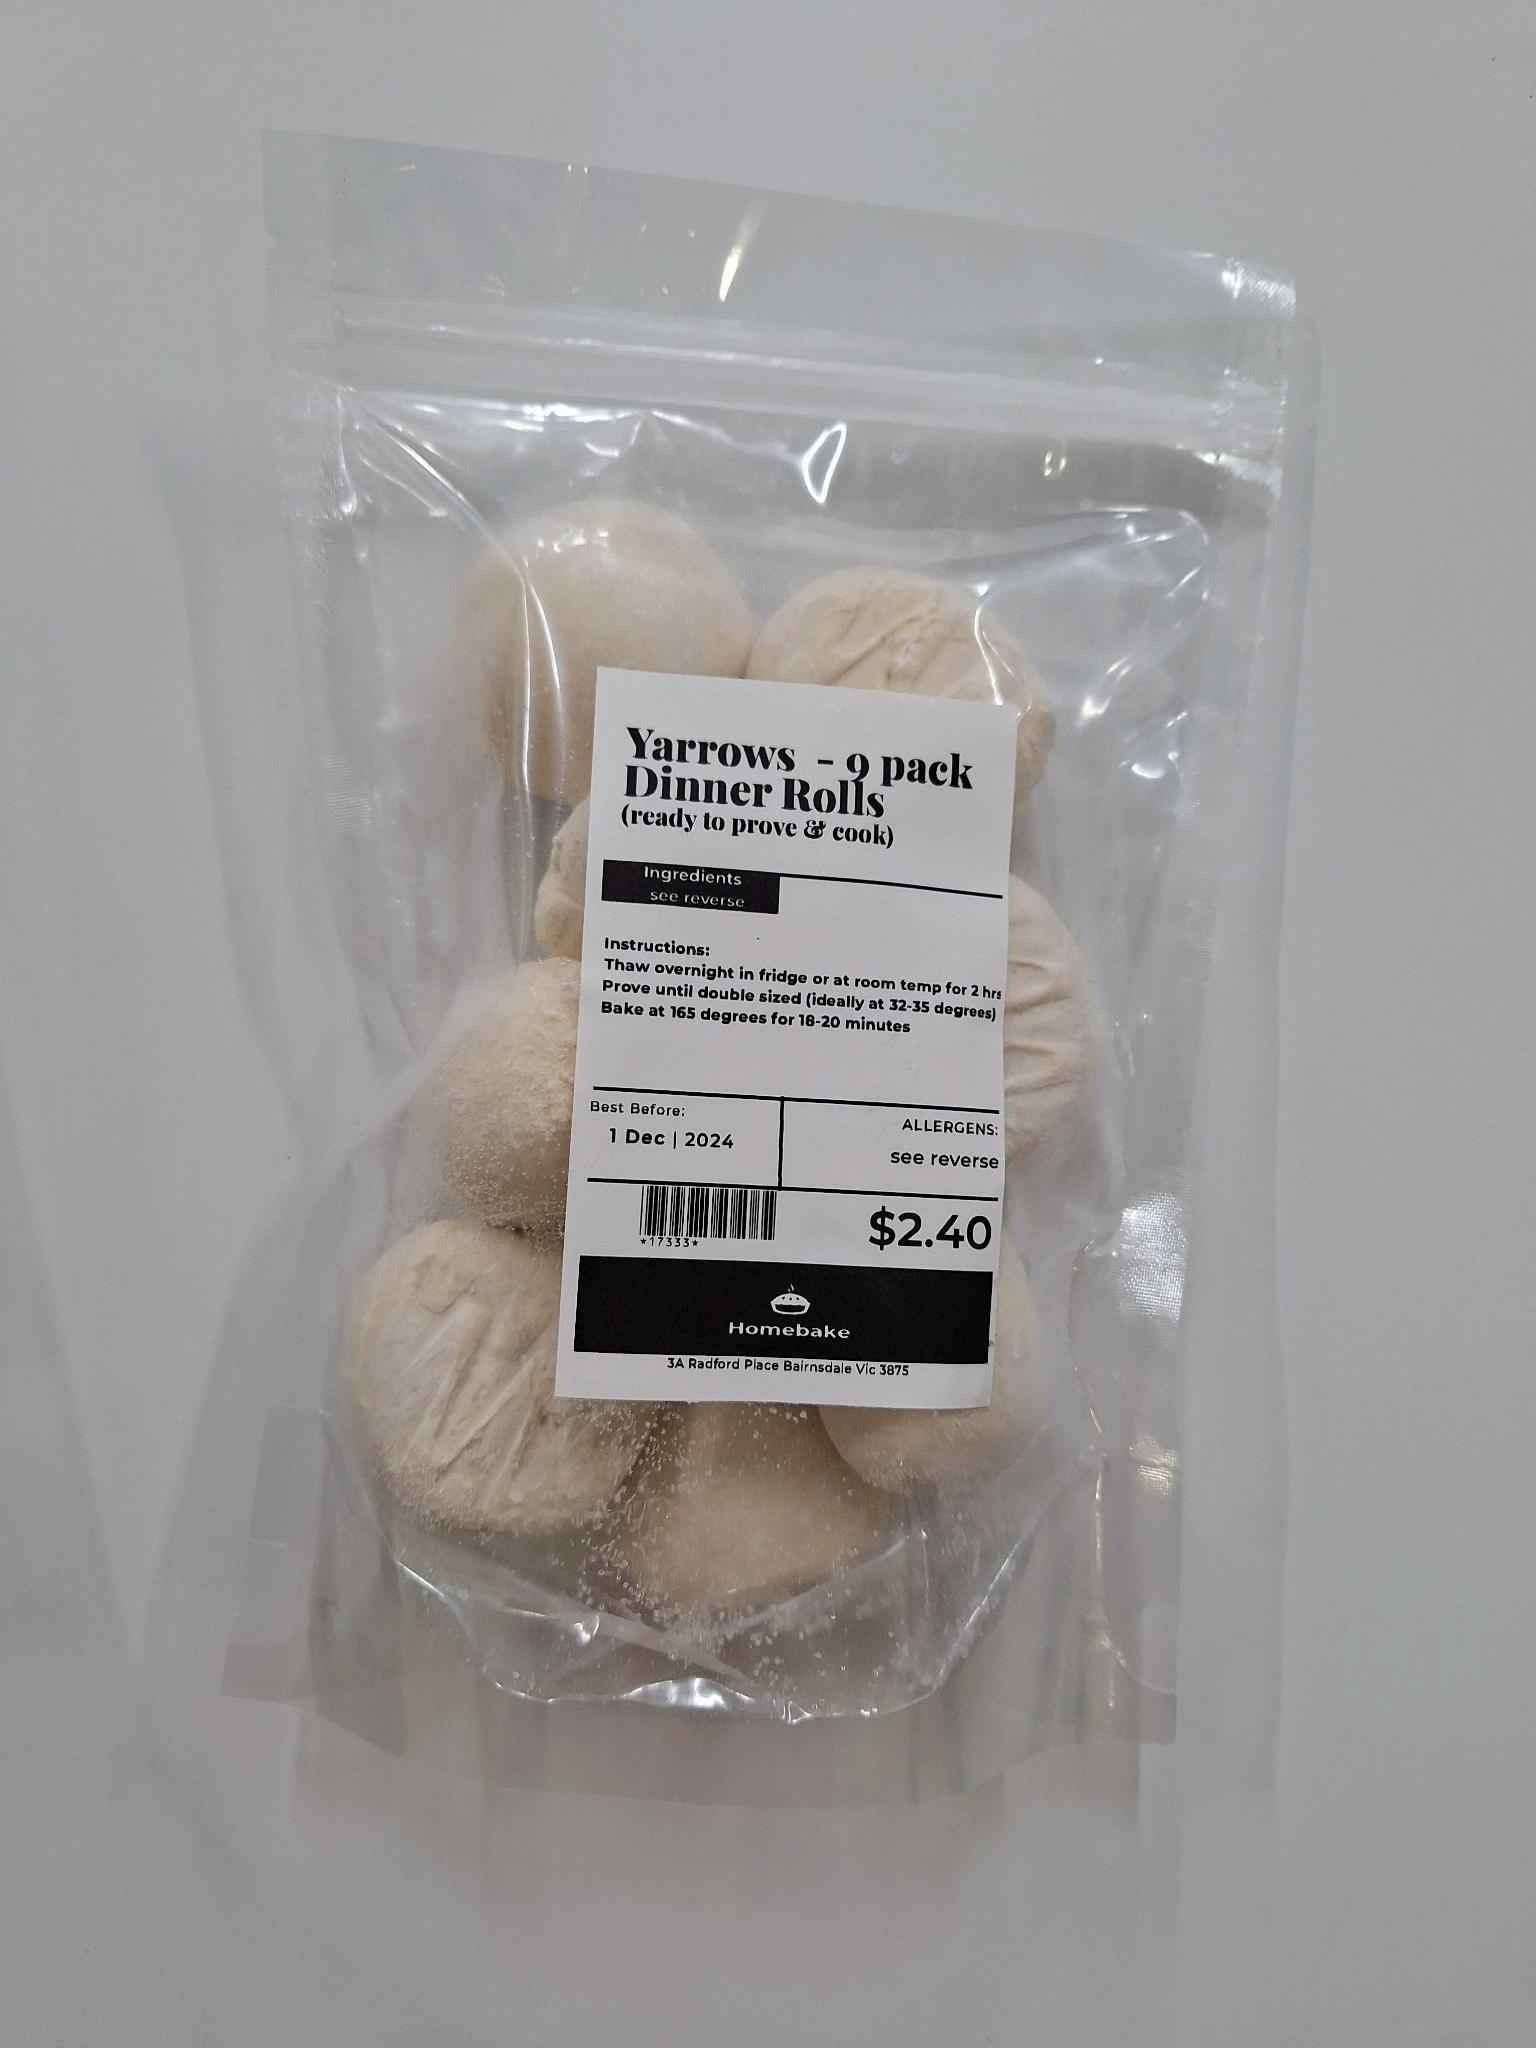 Yarrows - 9 pack
Dinner Rolls
(ready to prove & cook)
Ingredients
see reverse
Instructions:
Thaw overnight in fridge or at room temp for 2 hrs
Prove until double sized (ideally at 32-35 degrees)
Bake at 165 degrees for 18-20 minutes
Best Before:
1 Dec | 2024
ALLERGENS:
see reverse
*17333*
$2.40
Homebake
3A Radford Place Bairnsdale Vic 3875